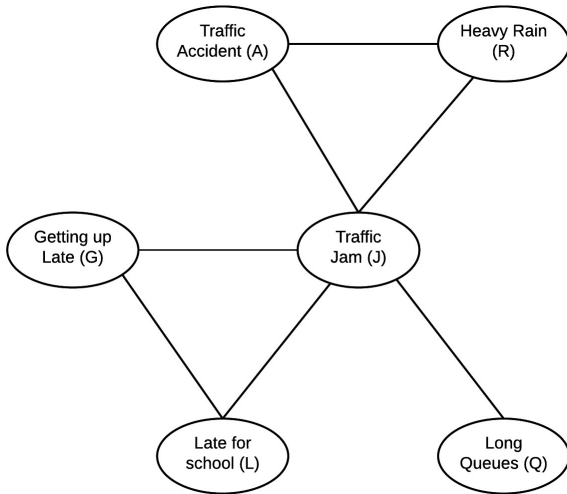 Traffic
Accident (A)
Heavy Rain
(R)
Getting up
Late (G)
Traffic
Jam (J)
Late for
school (L)
Long
Queues (Q)